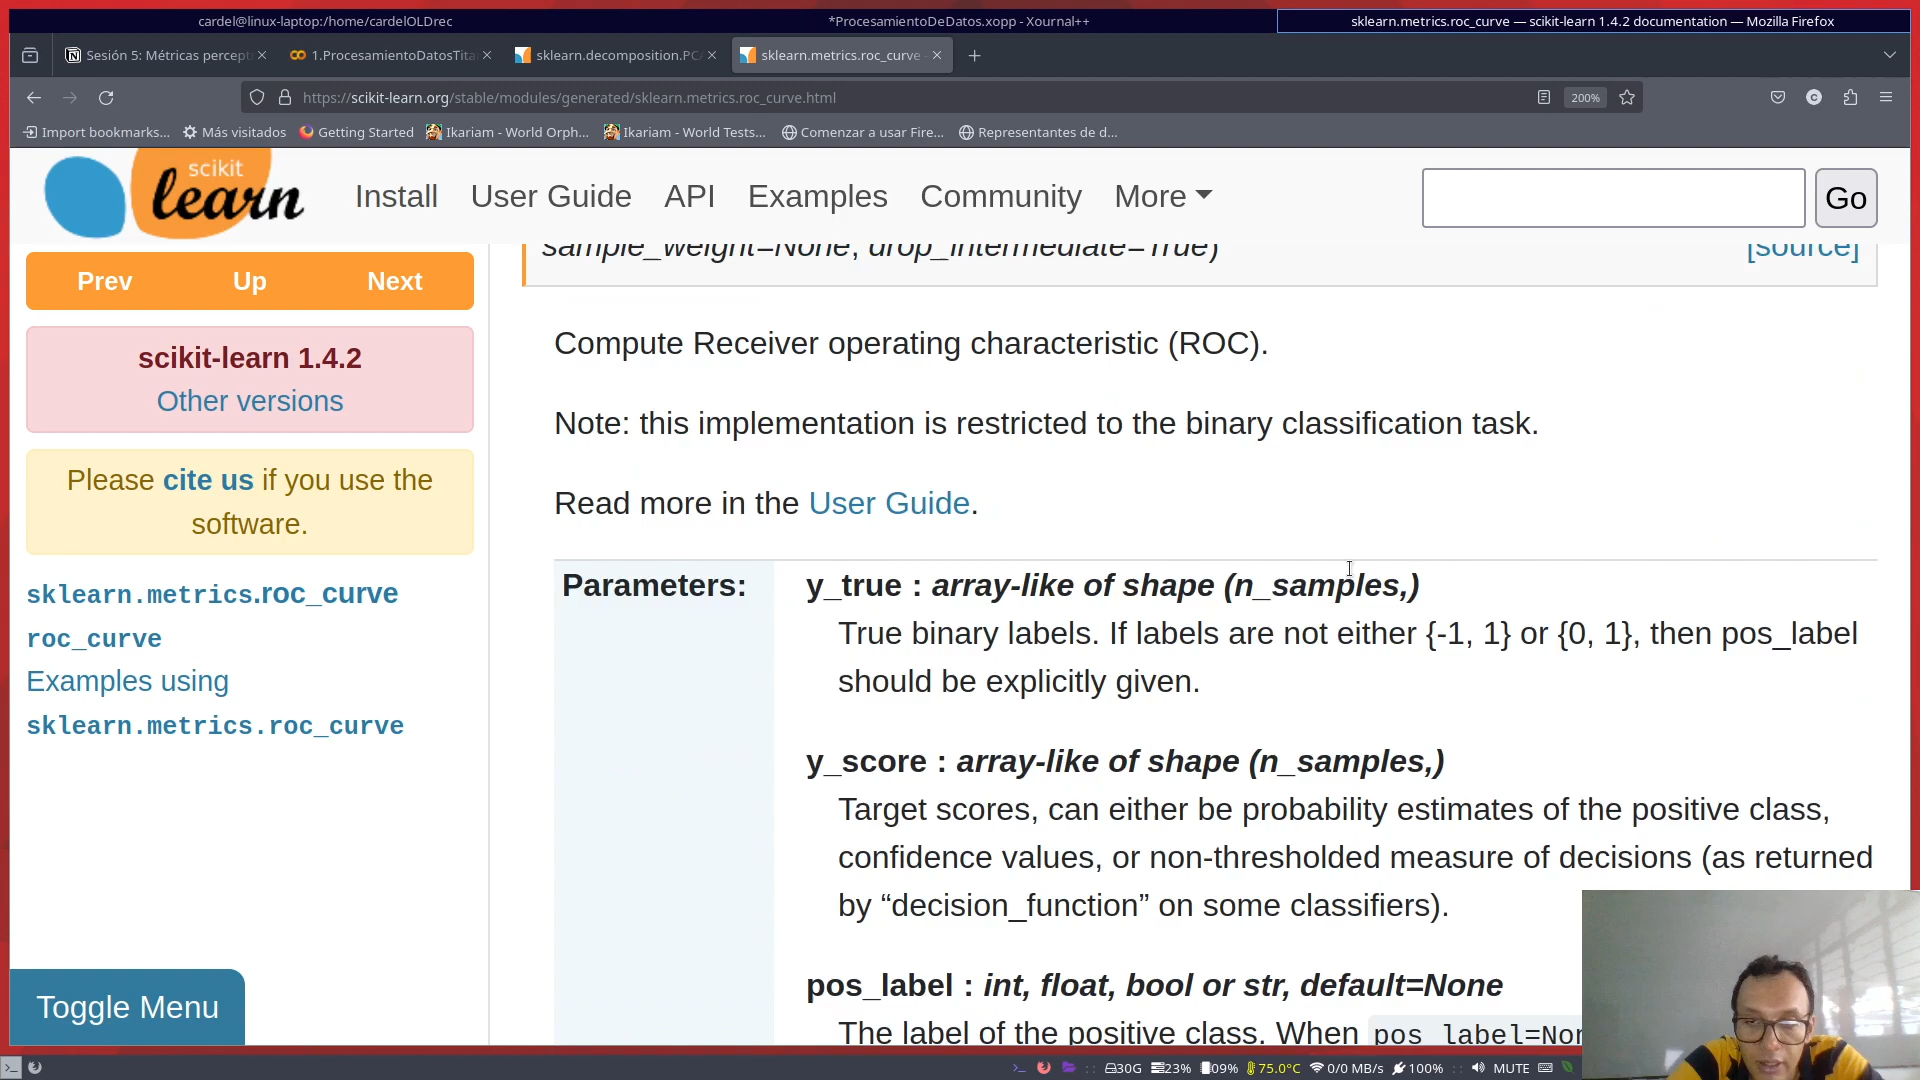 cardel@linux-laptop:/home/cardelOLDrec
*ProcesamientoDeDatos.xopp - Xournal++
sklearn.metrics.roc_curve — scikit-learn 1.4.2 documentation — Mozilla Firefox
Sesión 5: Métricas percept
1.ProcesamientoDatosTita
sklearn.decomposition.PCA
sklearn.metrics.roc_curve
https://scikit-learn.org/stable/modules/generated/sklearn.metrics.roc_curve.html
200%
Import bookmarks...
Más visitados
Getting Started
Ikariam - World Orph...
Ikariam - World Tests...
Comenzar a usar Fire...
Representantes de d...
scikit
learn
Install
User Guide
API
Examples
Community
More
Go
Prev
Up
Next
scikit-learn 1.4.2
Other versions
Please cite us if you use the
software.
sklearn.metrics.roc_curve
roc_curve
Examples using
sklearn.metrics.roc_curve
Toggle Menu
sample_weight=None, drop_intermediate=True)
[source]
Compute Receiver operating characteristic (ROC).
Note: this implementation is restricted to the binary classification task.
Read more in the User Guide.
Parameters:
y_true : array-like of shape (n_samples,)
True binary labels. If labels are not either {-1, 1} or {0, 1}, then pos_label
should be explicitly given.
y_score : array-like of shape (n_samples,)
Target scores, can either be probability estimates of the positive class,
confidence values, or non-thresholded measure of decisions (as returned
by “decision_function” on some classifiers).
pos_label : int, float, bool or str, default=None
The label of the positive class. When pos_label=Non
30G
23%
09%
75.0°C
0/0 MB/s
100%
MUTE